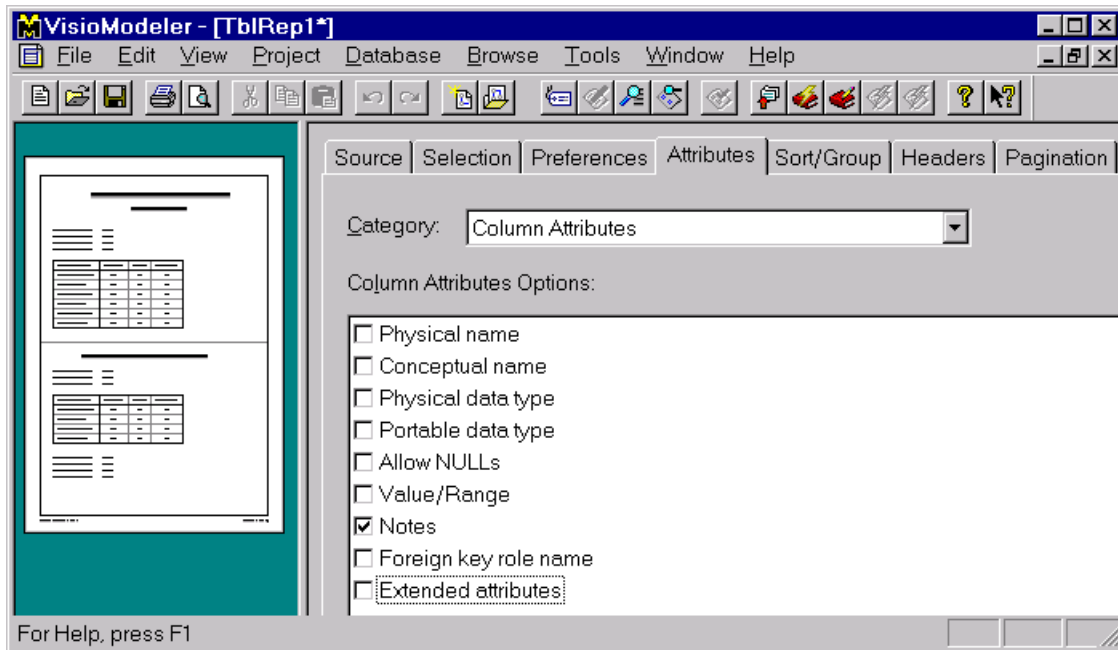 VisioModeler - [TblRep1*]
File Edit View Project Database Browse Tools Window Help
Source Selection Preferences Attributes Sort/Group Headers Pagination
Category: Column Attributes
Column Attributes Options:
Physical name
Conceptual name
Physical data type
Portable data type
Allow NULLs
Value/Range
Notes
Foreign key role name
Extended attributes
For Help, press F1